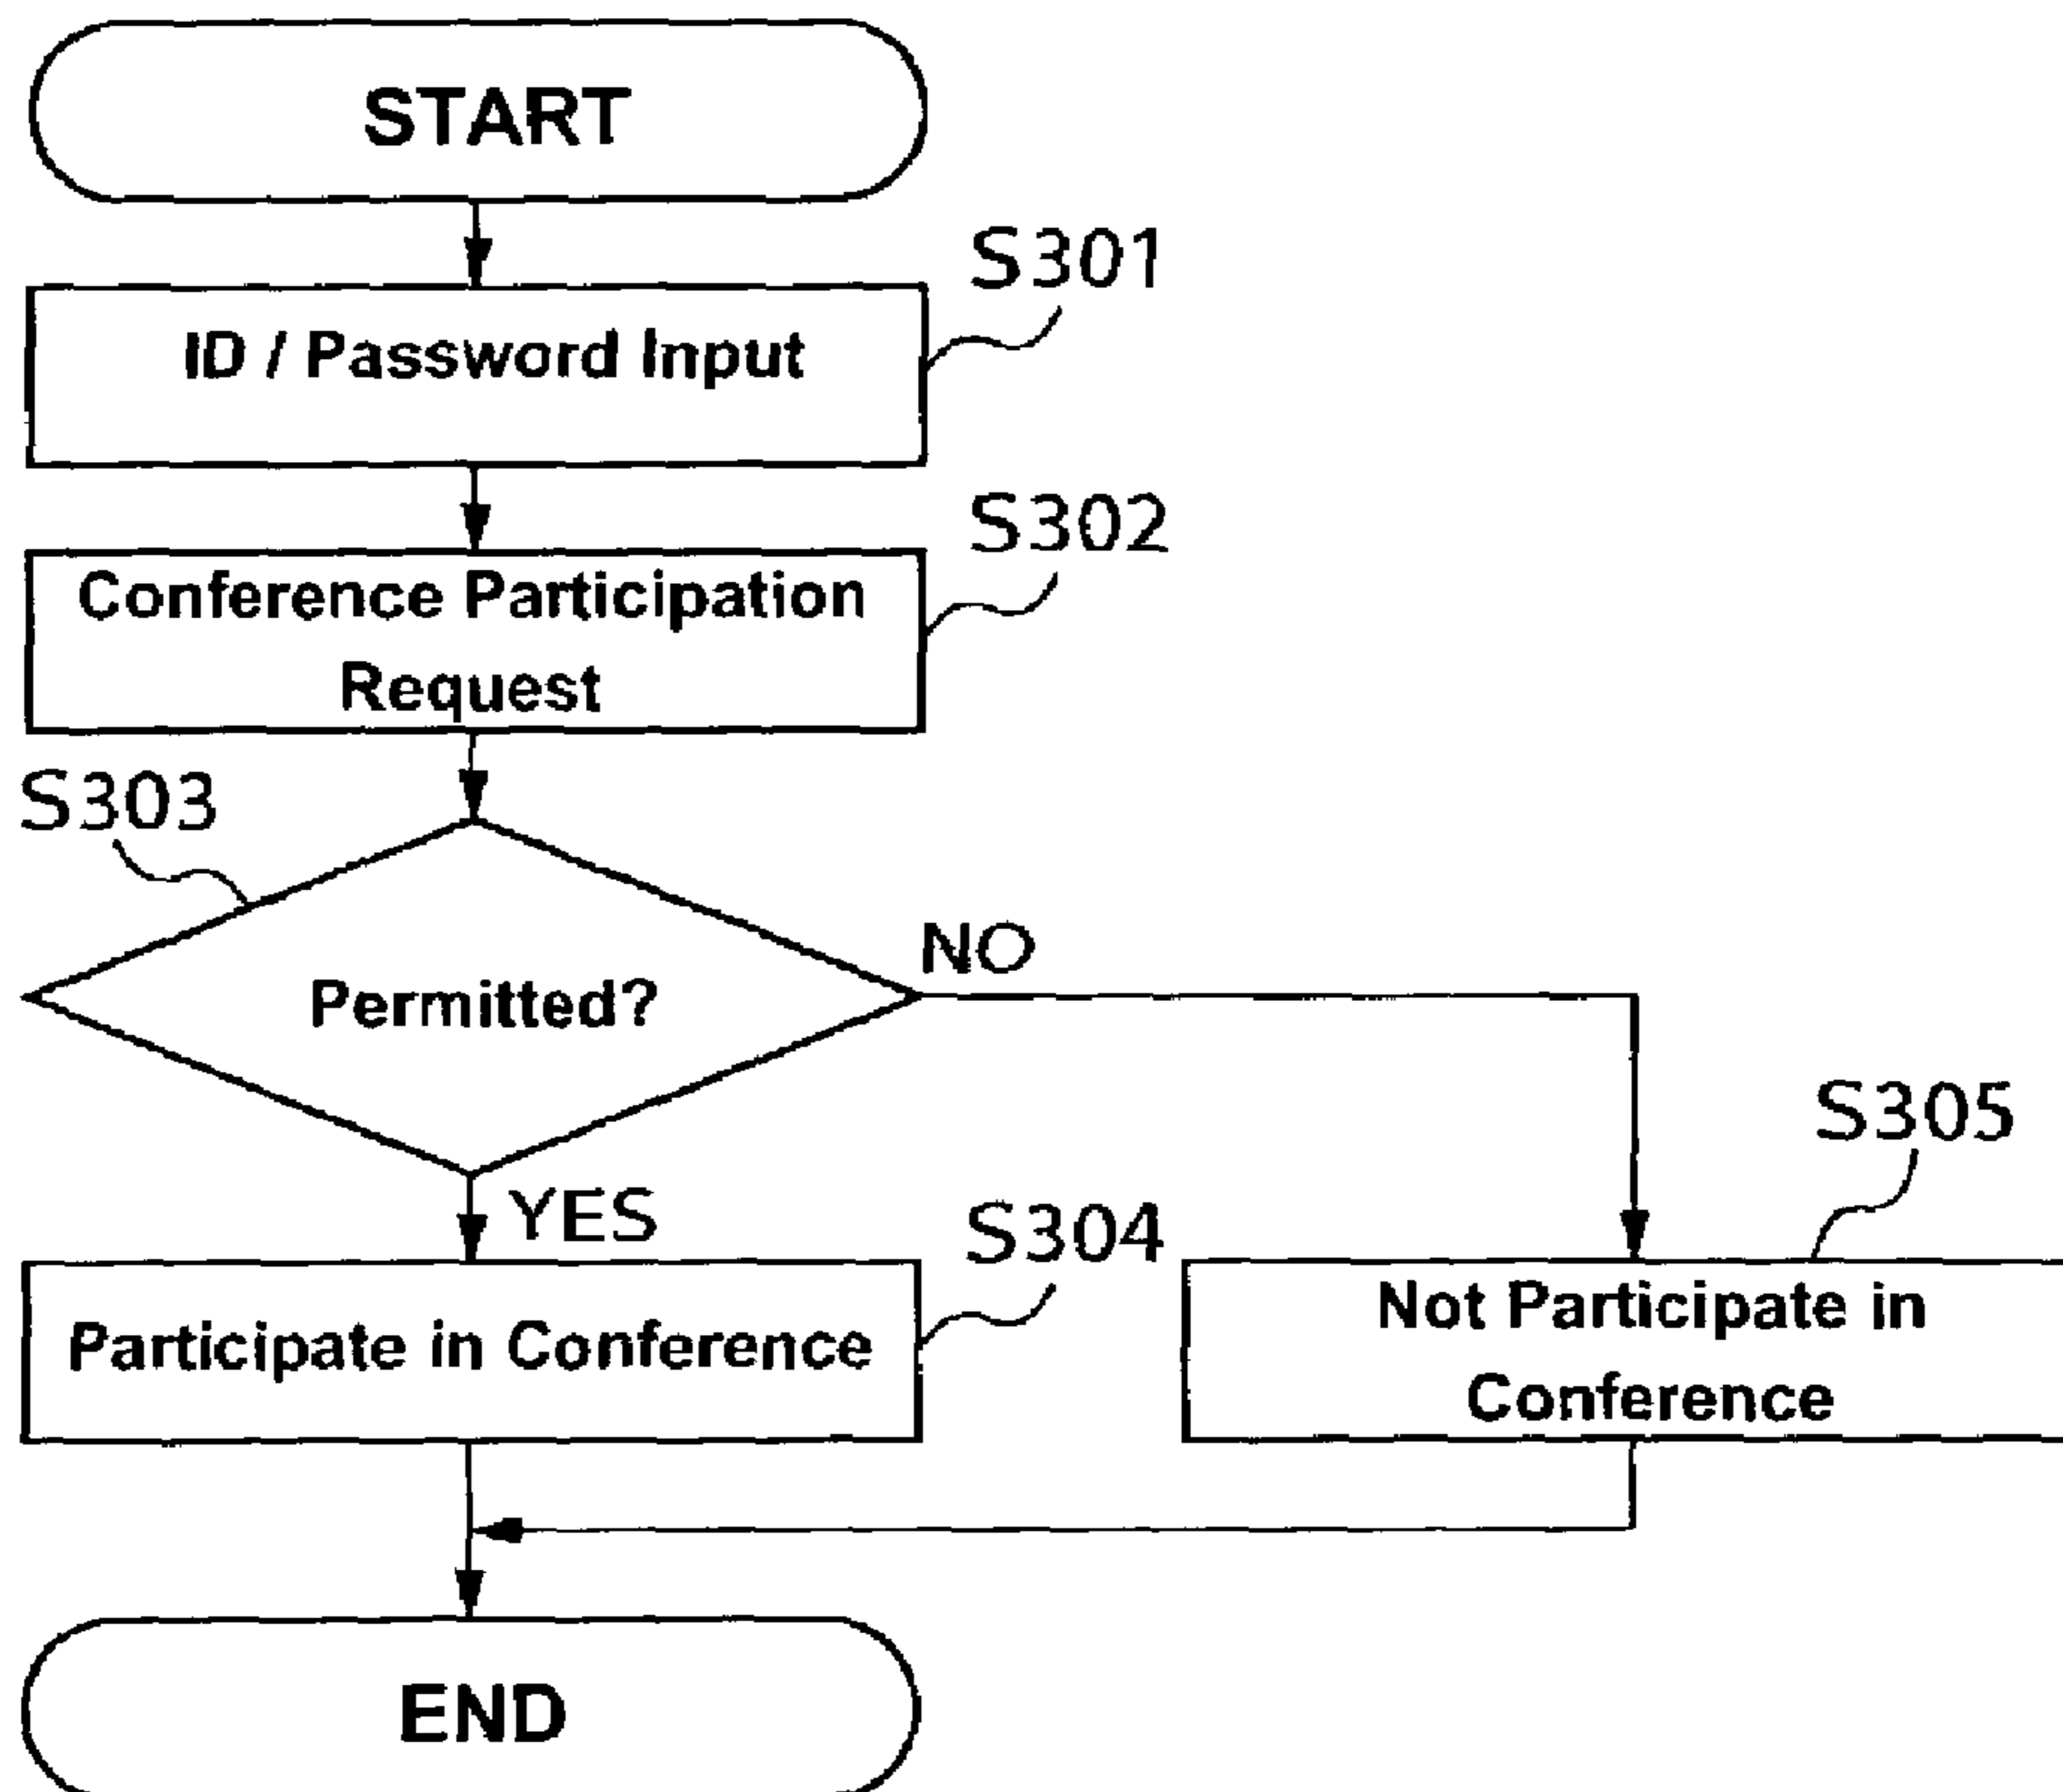 START
S301
ID / Password Input
S302
Conference Participation
Request
S303
Permitted?
NO
YES
S304
Participate in Conference
S305
Not Participate in
Conference
END